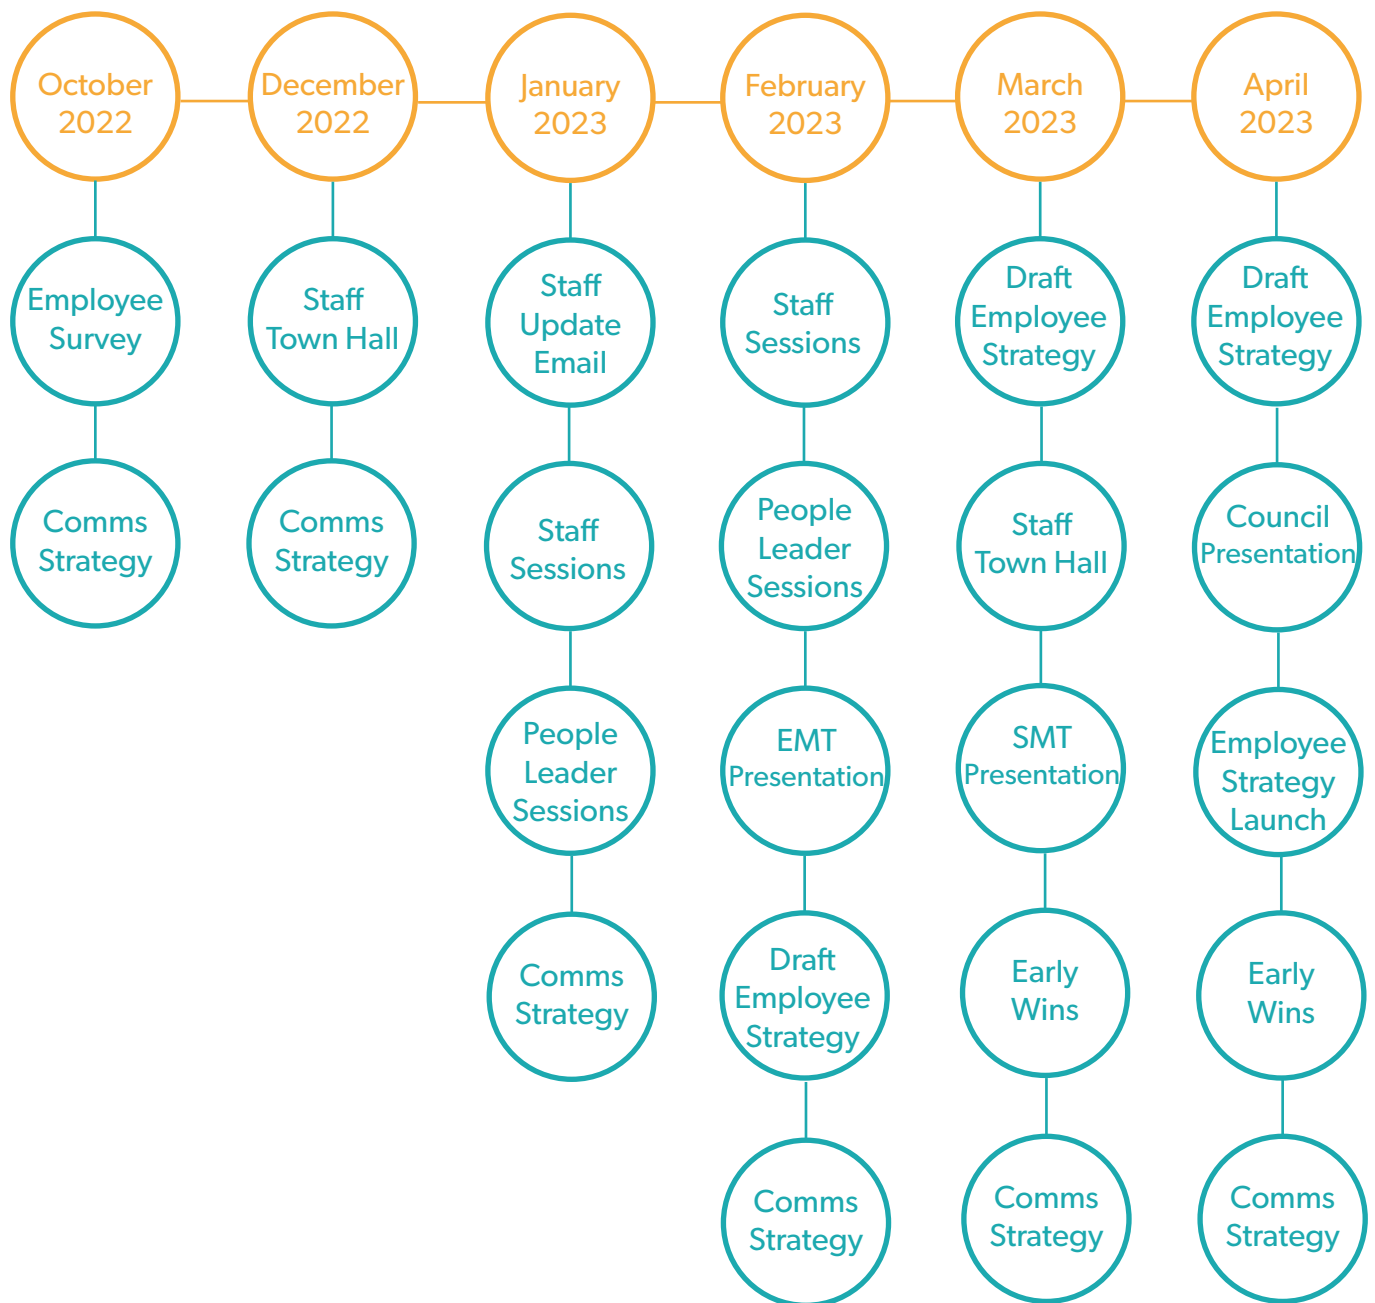 October
2022
December
2022
January
2023
February
2023
March
2023
April
2023
Employee
Survey
Comms
Strategy
Staff
Town Hall
Comms
Strategy
Staff
Update
Email
Staff
Sessions
People
Leader
Sessions
Comms
Strategy
Staff
Sessions
People
Leader
Sessions
EMT
Presentation
Draft
Employee
Strategy
Comms
Strategy
Draft
Employee
Strategy
Staff
Town Hall
SMT
Presentation
Early
Wins
Comms
Strategy
Draft
Employee
Strategy
Council
Presentation
Employee
Strategy
Launch
Early
Wins
Comms
Strategy